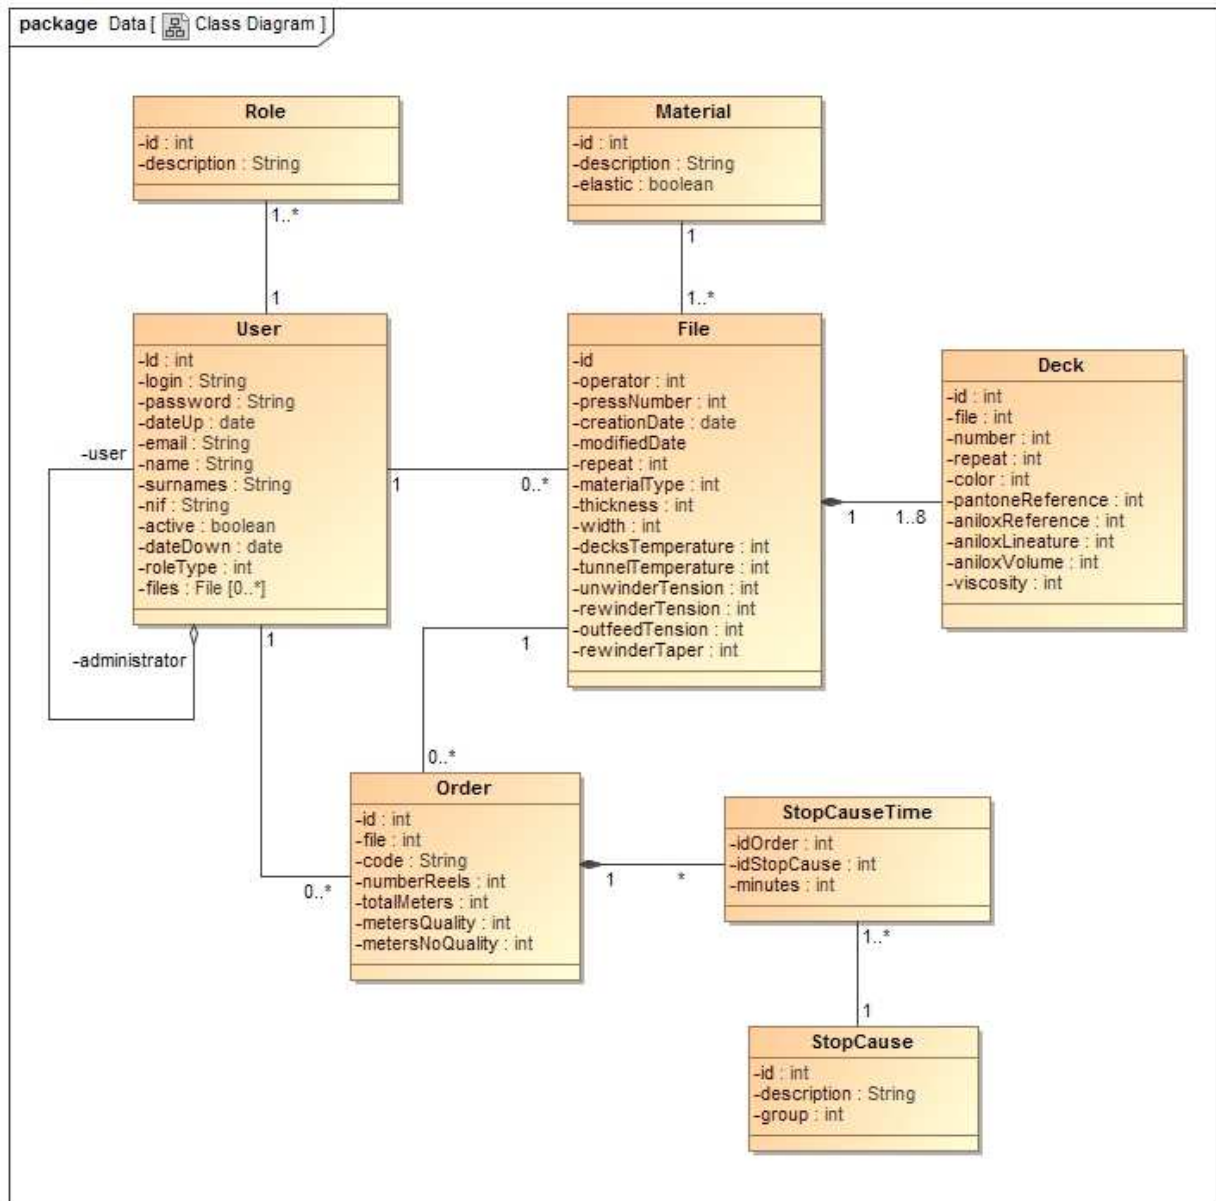 package Data [ Class Diagram ]
Role
-id : int
-description : String
1..*
1
Material
-id : int
-description : String
-elastic : boolean
1
1..*
User
-Id : int
-login : String
-password : String
-dateUp : date
-email : String
-name : String
-surnames : String
-nif : String
-active : boolean
-dateDown : date
-roleType : int
-files : File [0..*]
-user
-administrator
1
0..*
File
-id
-operator : int
-pressNumber : int
-creationDate : date
-modifiedDate
-repeat : int
-materialType : int
-thickness : int
-width : int
-decksTemperature : int
-tunnelTemperature : int
-unwinderTension : int
-rewinderTension : int
-outfeedTension : int
-rewinderTaper : int
1
1..8
Deck
-id : int
-file : int
-number : int
-repeat : int
-color : int
-pantoneReference : int
-aniloxReference : int
-aniloxLineature : int
-aniloxVolume : int
-viscosity : int
1
1
0..*
0..*
Order
-id : int
-file : int
-code : String
-numberReels : int
-totalMeters : int
-metersQuality : int
-metersNoQuality : int
1
*
StopCauseTime
-idOrder : int
-idStopCause : int
-minutes : int
1..*
1
StopCause
-id : int
-description : String
-group : int